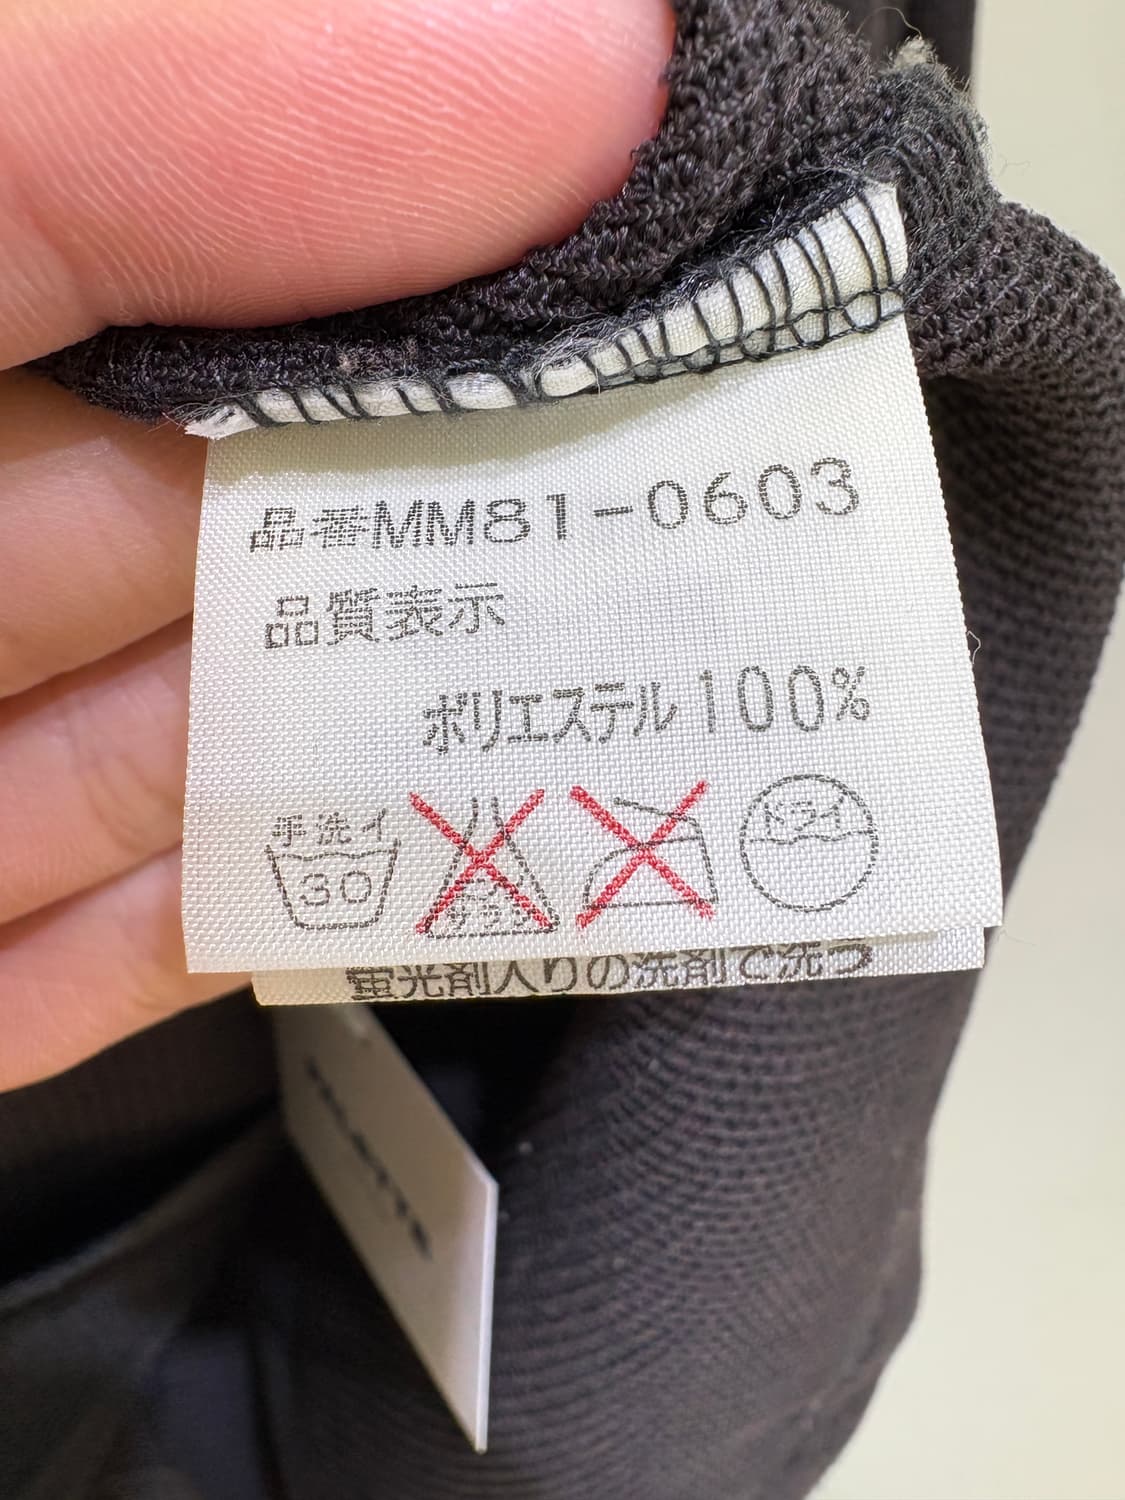 品番MM81-0603
品質表示
ポリエステル100%
手洗イ
30
ドライ
蛍光剤入りの洗剤で洗う